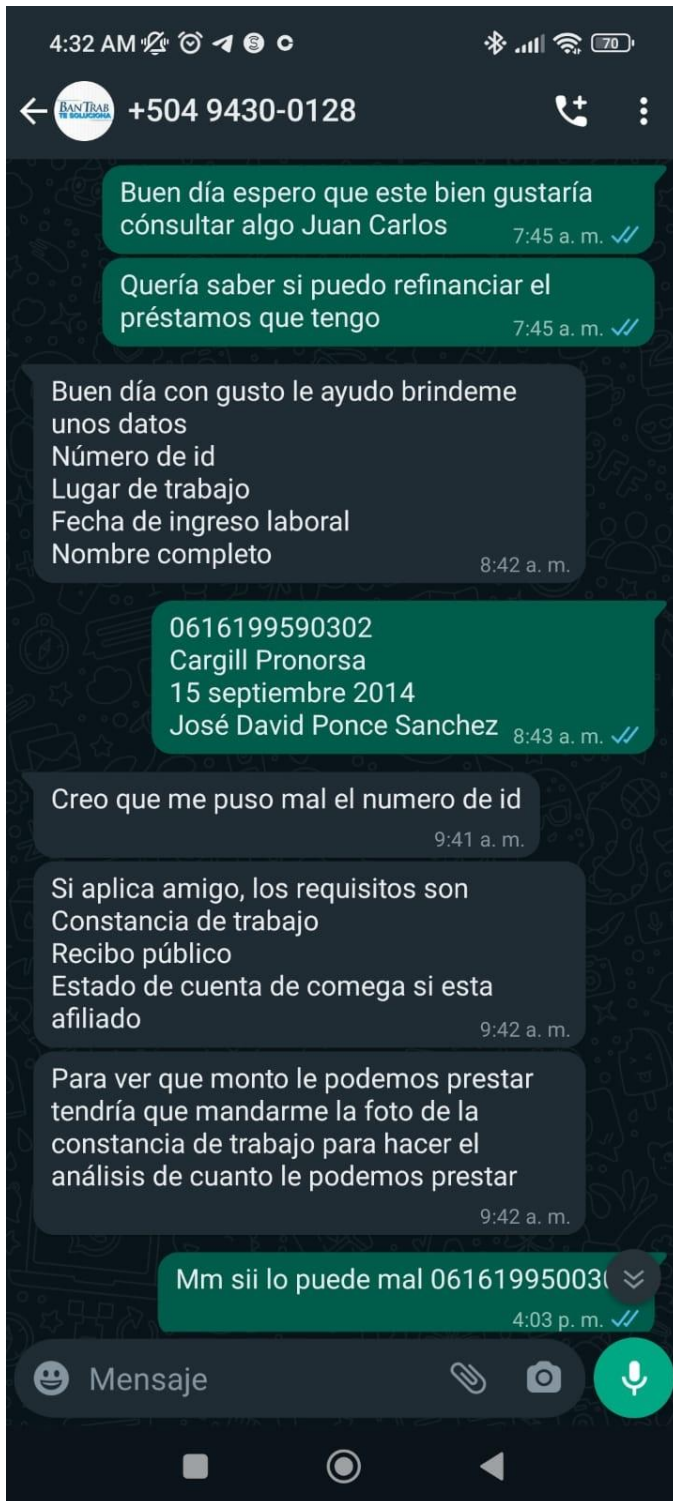 4:32 AM
70
BANTRAB
TE SOLUCIONA
+504 9430-0128
Buen día espero que este bien gustaría
cónsultar algo Juan Carlos
7:45 a. m.
Quería saber si puedo refinanciar el
préstamos que tengo
7:45 a. m.
Buen día con gusto le ayudo brindeme
unos datos
Número de id
Lugar de trabajo
Fecha de ingreso laboral
Nombre completo
8:42 a. m.
0616199590302
Cargill Pronorsa
15 septiembre 2014
José David Ponce Sanchez
8:43 a. m.
Creo que me puso mal el numero de id
9:41 a. m.
Si aplica amigo, los requisitos son
Constancia de trabajo
Recibo público
Estado de cuenta de comega si esta
afiliado
9:42 a. m.
Para ver que monto le podemos prestar
tendría que mandarme la foto de la
constancia de trabajo para hacer el
análisis de cuanto le podemos prestar
9:42 a. m.
Mm sii lo puede mal
4:03 p. m.
Mensaje